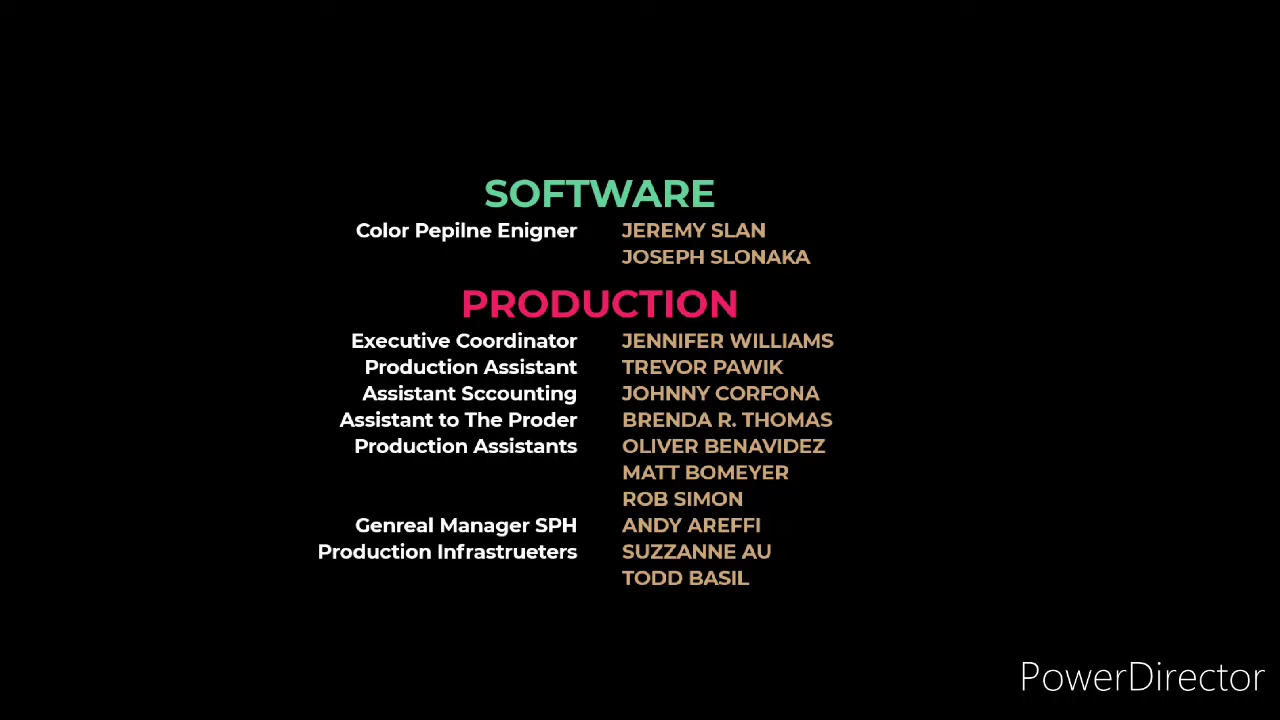 SOFTWARE
Color Pepilne Enigner JEREMY SLAN
JOSEPH SLONAKA
PRODUCTION
Executive Coordinator JENNIFER WILLIAMS
Production Assistant TREVOR PAWIK
Assistant Sccounting JOHNNY CORFONA
Assistant to The Proder BRENDA R. THOMAS
Production Assistants OLIVER BENAVIDEZ
MATT BOMEYER
ROB SIMON
Genreal Manager SPH ANDY AREFFI
Production Infrastrueters SUZZANNE AU
TODD BASIL
PowerDirector